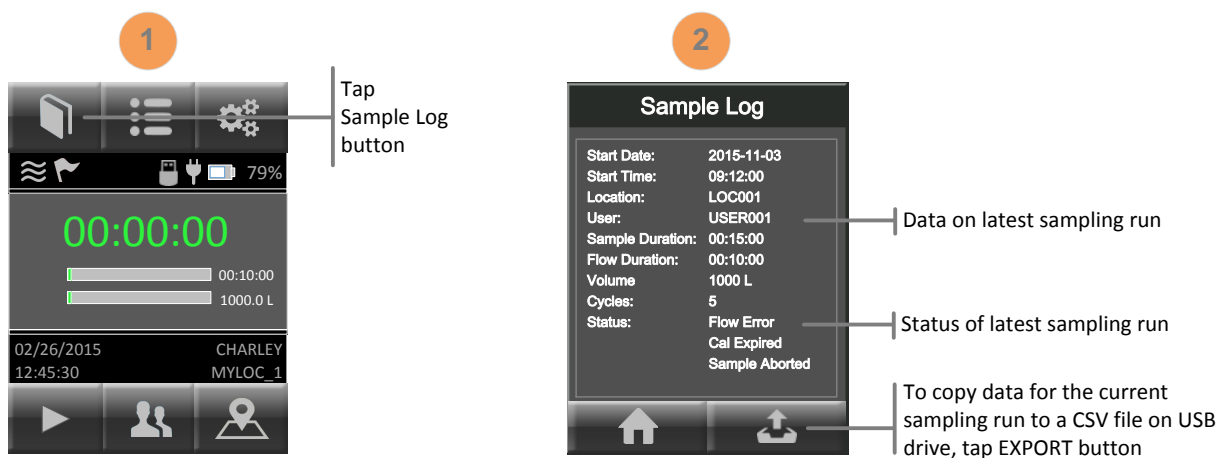 1
Tap
Sample Log
button
79%
00:00:00
00:10:00
1000.0 L
02/26/2015 CHARLEY
12:45:30 MYLOC_1
2
Sample Log
Start Date: 2015-11-03
Start Time: 09:12:00
Location: LOC001
User: USER001
Sample Duration: 00:15:00
Flow Duration: 00:10:00
Volume 1000 L
Cycles: 5
Status: Flow Error
Cal Expired
Sample Aborted
Data on latest sampling run
Status of latest sampling run
To copy data for the current
sampling run to a CSV file on USB
drive, tap EXPORT button